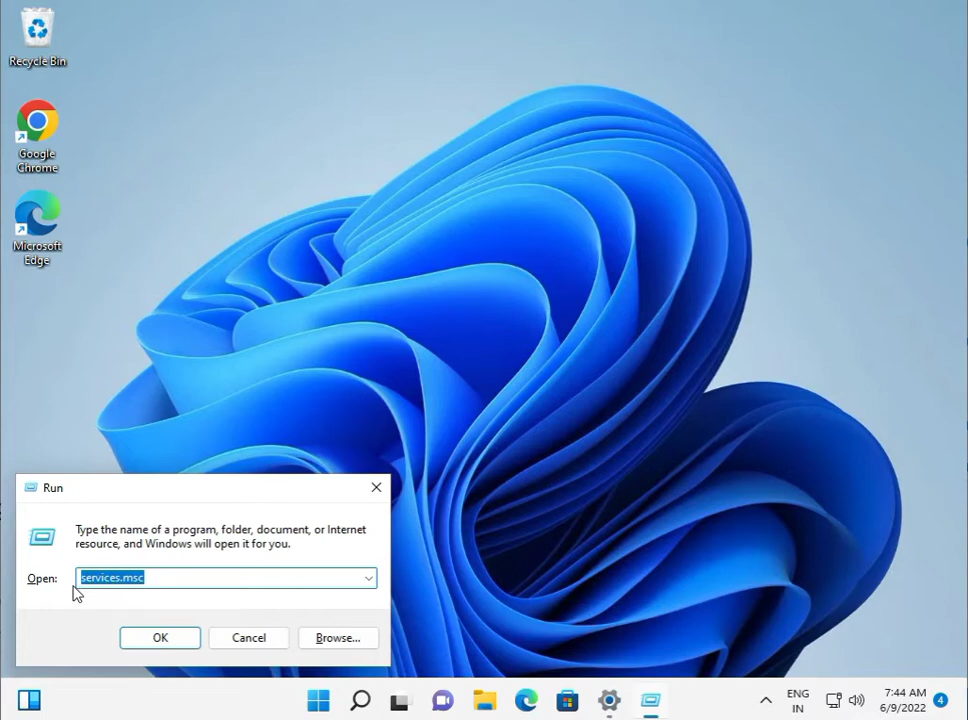 Recycle Bin
Google
Chrome
Microsoft
Edge
Run
Type the name of a program, folder, document, or Internet
resource, and Windows will open it for you.
Open:
services.msc
OK
Cancel
Browse...
ENG
IN
7:44 AM
6/9/2022
4